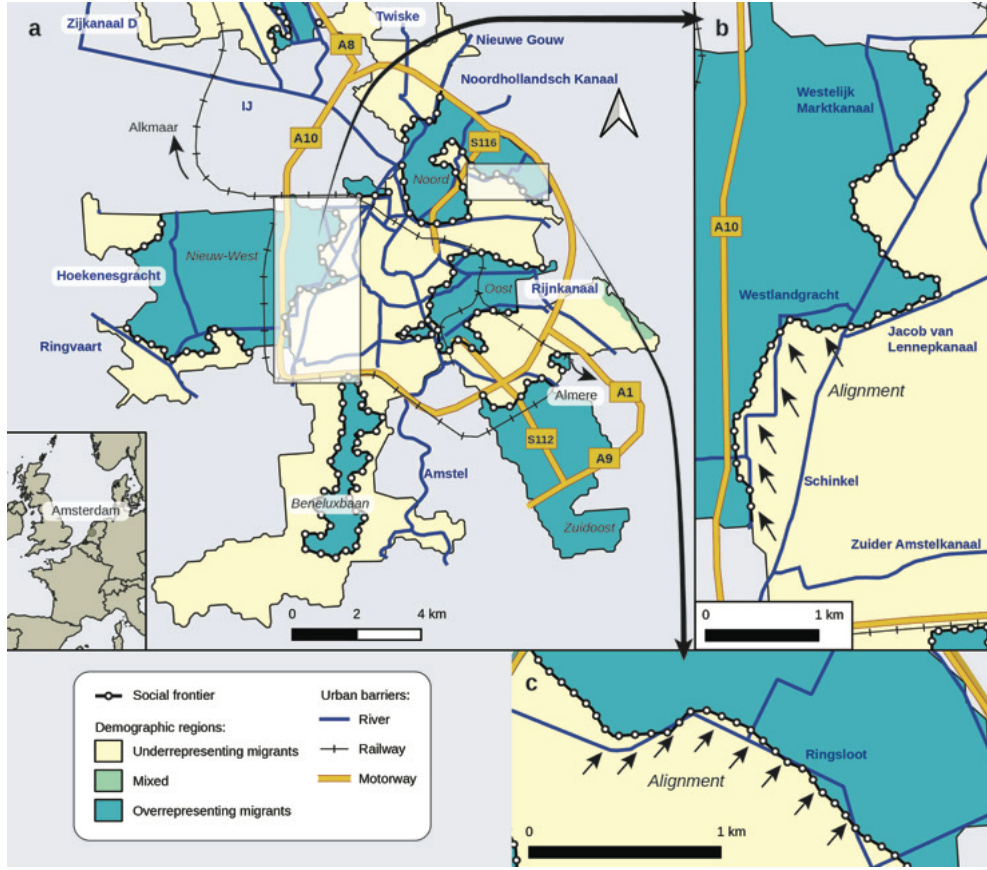 a
Zijkanaal D
Twiske
A8
Nieuwe Gouw
Noordhollandsch Kanaal
IJ
Alkmaar
A10
S116
Noord
Nieuw-West
Hoekenesgracht
Oost
Rijnkanaal
Ringvaart
Almere
A1
S112
A9
Amstel
Beneluxbaan
Zuidoost
Amsterdam
0 2 4 km
b
Westelijk
Marktkanaal
A10
Westlandgracht
Jacob van
Lennepkanaal
Alignment
Schinkel
Zuider Amstelkanaal
0 1 km
Social frontier
Demographic regions:
Underrepresenting migrants
Mixed
Overrepresenting migrants
Urban barriers:
River
Railway
Motorway
c
Ringsloot
Alignment
0 1 km